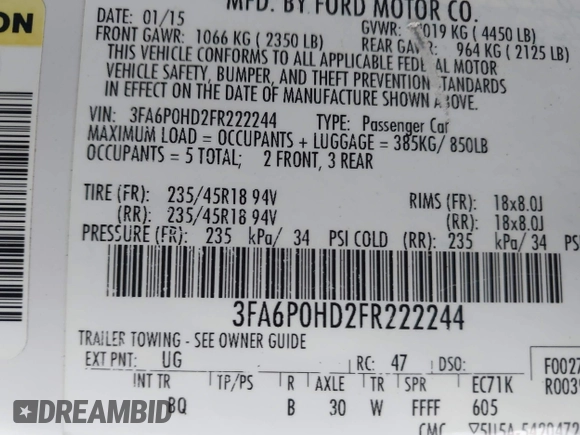 ON
MFD. BY FORD MOTOR CO.
DATE: 01/15 GVWR: 2019 KG ( 4450 LB)
FRONT GAWR: 1066 KG ( 2350 LB) REAR GAWR: 964 KG ( 2125 LB)
THIS VEHICLE CONFORMS TO ALL APPLICABLE FEDERAL MOTOR
VEHICLE SAFETY, BUMPER, AND THEFT PREVENTION STANDARDS
IN EFFECT ON THE DATE OF MANUFACTURE SHOWN ABOVE.
VIN: 3FA6P0HD2FR222244 TYPE: Passenger Car
MAXIMUM LOAD = OCCUPANTS + LUGGAGE = 385KG/ 850LB
OCCUPANTS = 5 TOTAL; 2 FRONT, 3 REAR
TIRE (FR): 235/45R18 94V RIMS (FR): 18x8.0J
(RR): 235/45R18 94V (RR): 18x8.0J
PRESSURE (FR): 235 kPa/ 34 PSI COLD (RR): 235 kPa/ 34
3FA6P0HD2FR222244
TRAILER TOWING - SEE OWNER GUIDE
EXT PNT: UG RC: 47 DSO: F0027
INT TR TP/PS R AXLE TR SPR EC71K R003
BQ B 30 W FFFF 605
CMC
DREAMBID